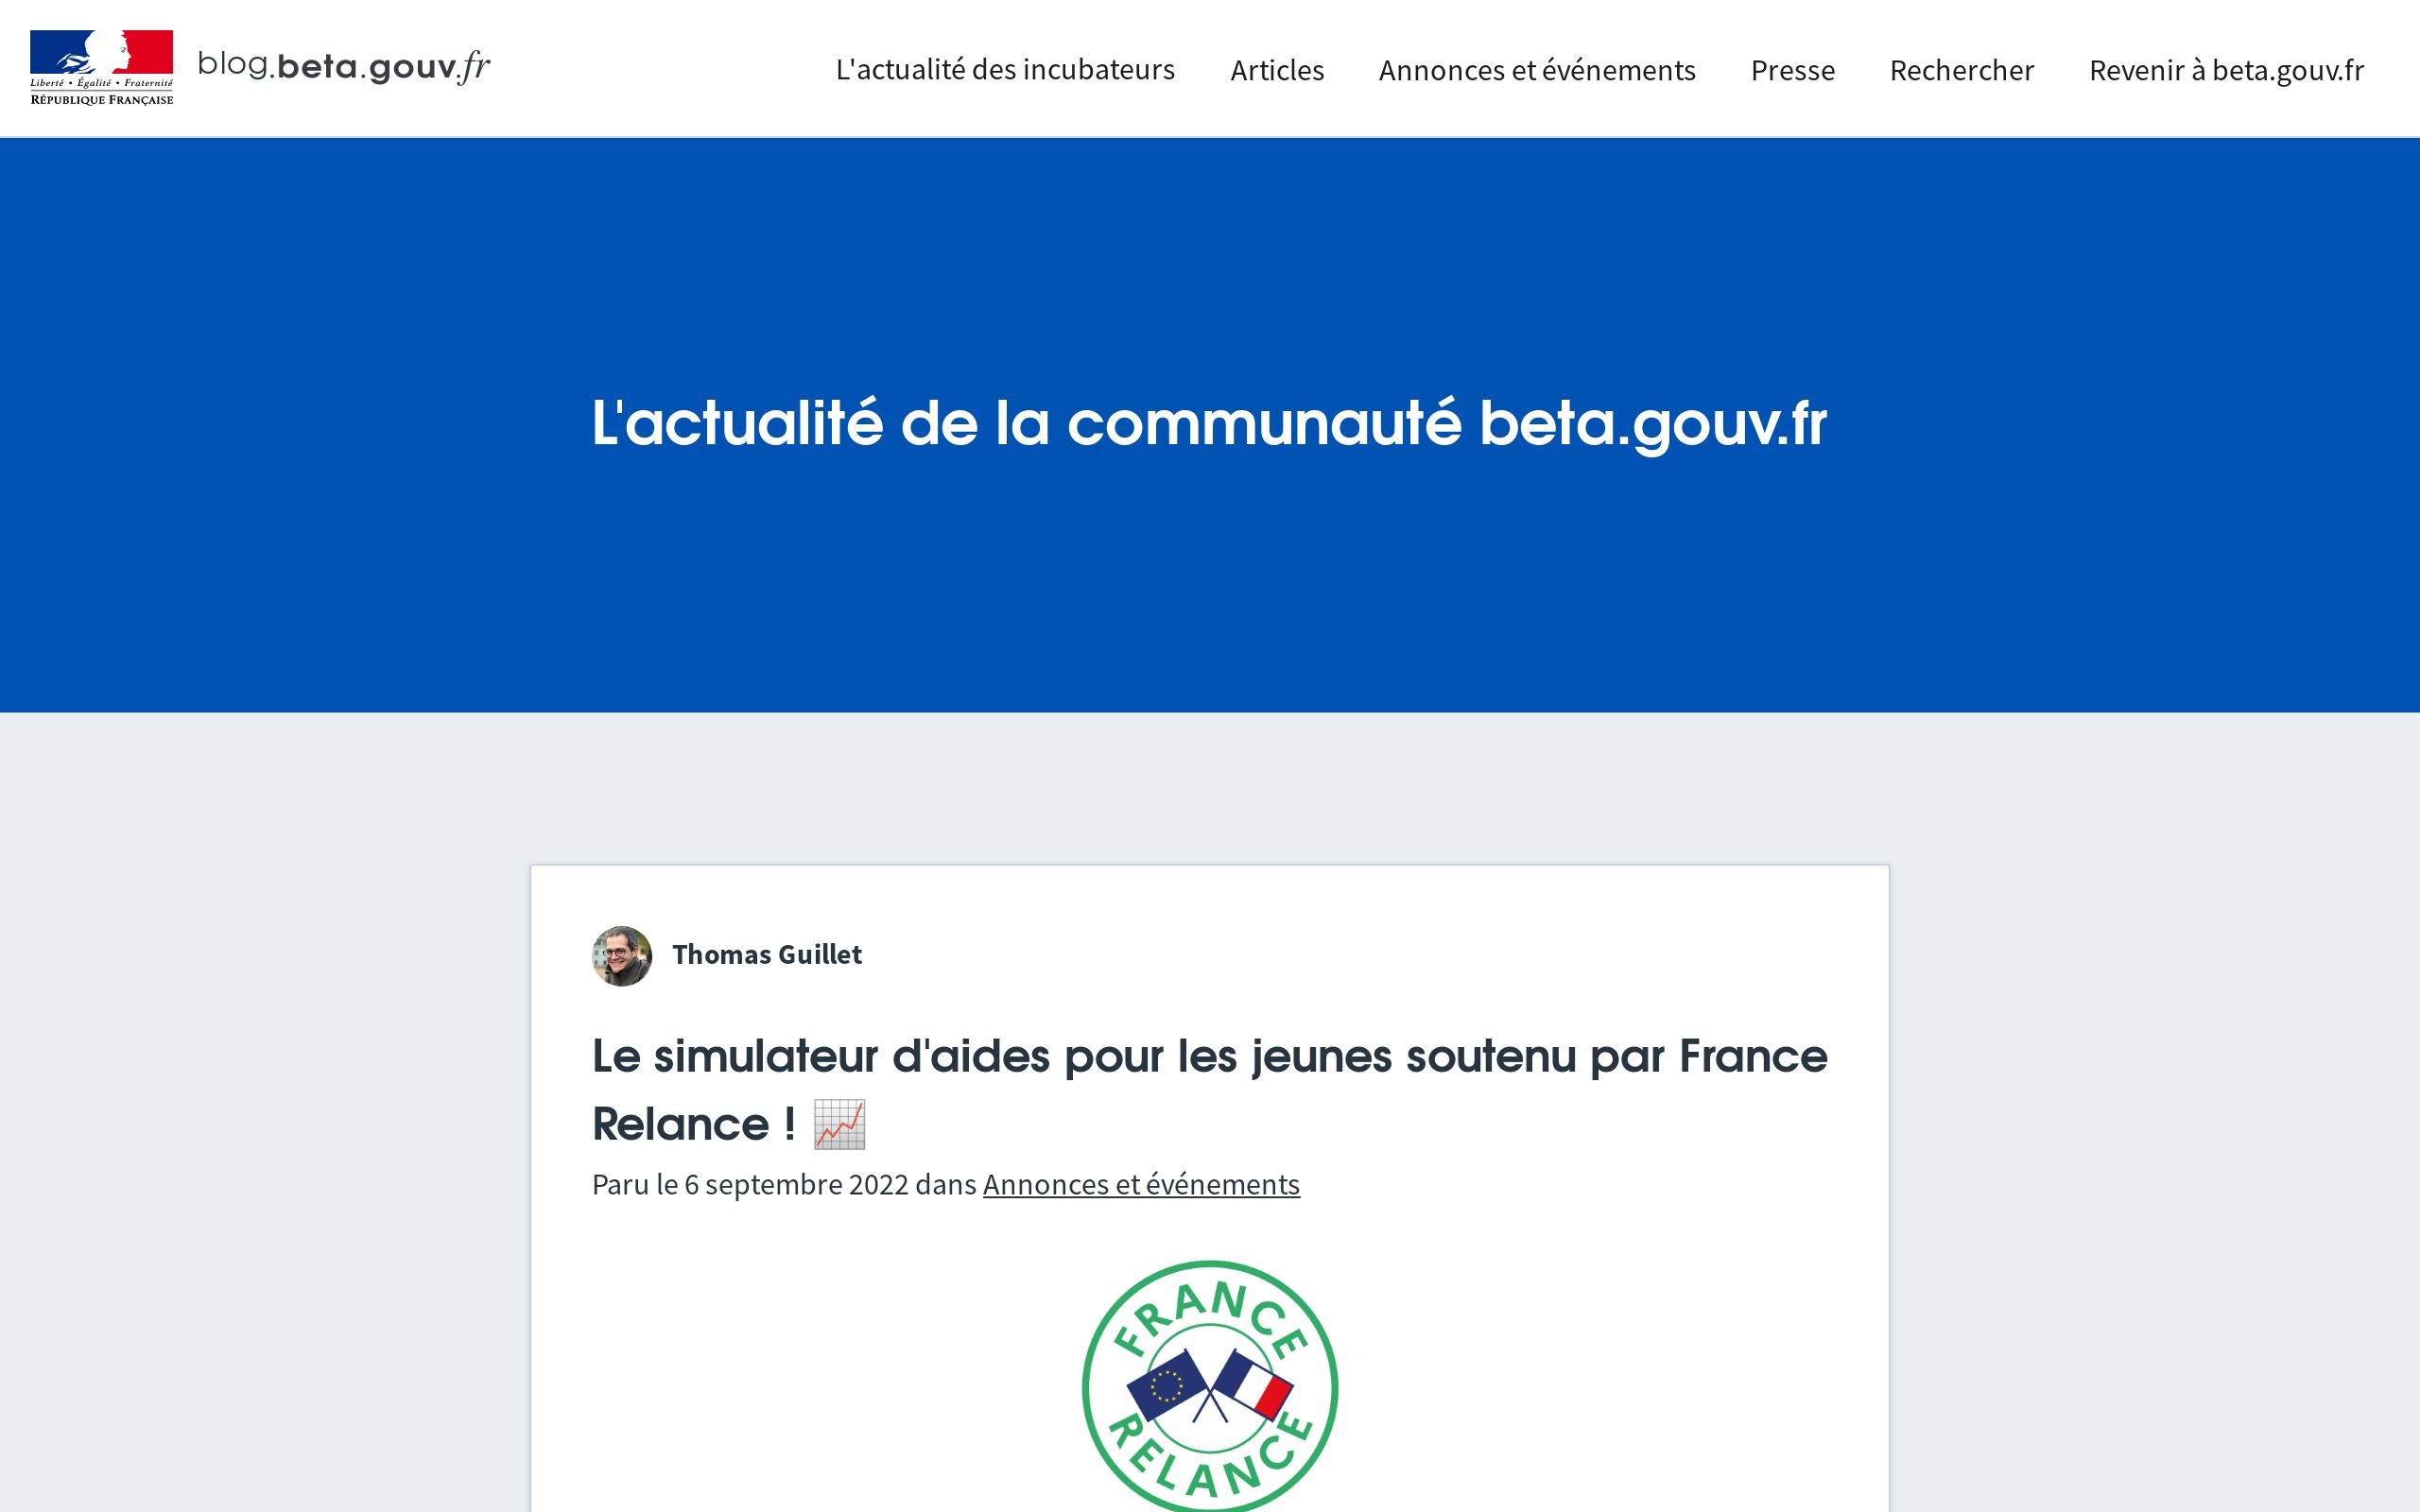 Liberté • Égalité • Fraternité
RÉPUBLIQUE FRANÇAISE
blog.beta.gouv.fr
L'actualité des incubateurs
Articles
Annonces et événements
Presse
Rechercher
Revenir à beta.gouv.fr
L'actualité de la communauté beta.gouv.fr
Thomas Guillet
Le simulateur d'aides pour les jeunes soutenu par France
Relance ! 📈
Paru le 6 septembre 2022 dans Annonces et événements
FRANCE
RELANCE